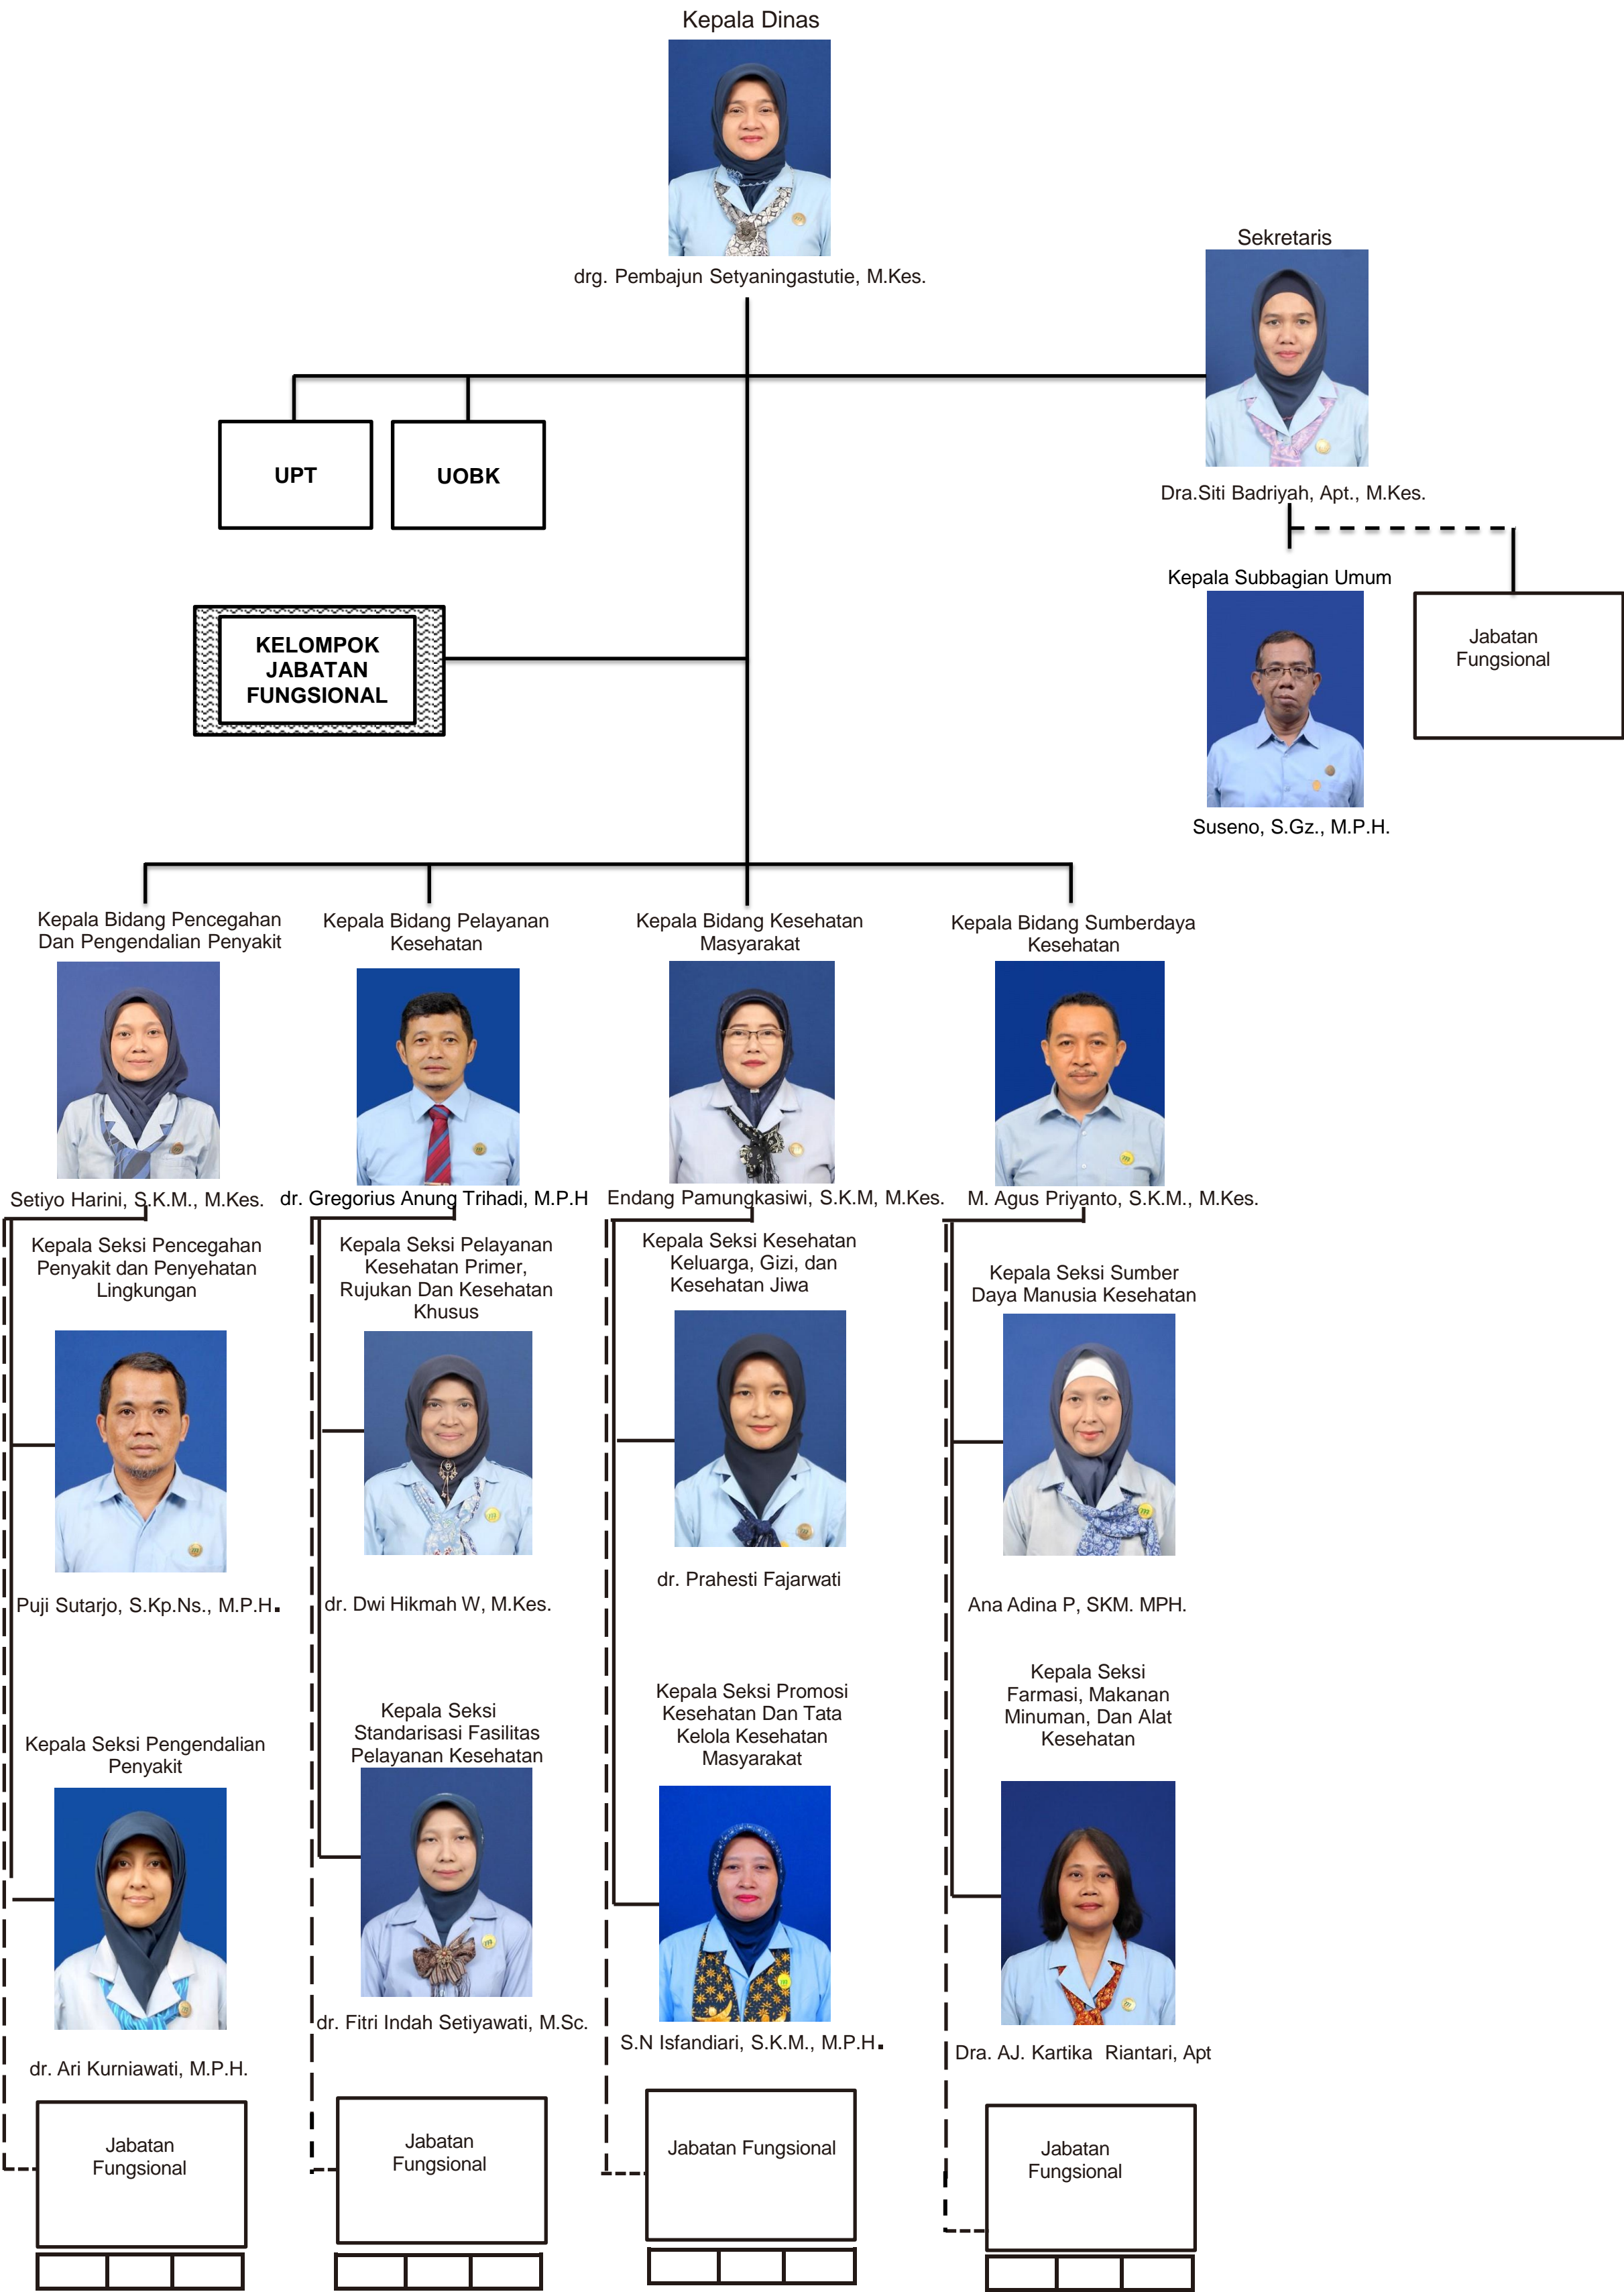 Kepala Dinas
drg. Pembajun Setyaningastutie, M.Kes.
Sekretaris
Dra.Siti Badriyah, Apt., M.Kes.
UPT
UOBK
Kepala Subbagian Umum
Suseno, S.Gz., M.P.H.
Jabatan
Fungsional
KELOMPOK
JABATAN
FUNGSIONAL
Kepala Bidang Pencegahan
Dan Pengendalian Penyakit
Setiyo Harini, S.K.M., M.Kes.
Kepala Bidang Pelayanan
Kesehatan
dr. Gregorius Anung Trihadi, M.P.H
Kepala Bidang Kesehatan
Masyarakat
Endang Pamungkasiwi, S.K.M, M.Kes.
Kepala Bidang Sumberdaya
Kesehatan
M. Agus Priyanto, S.K.M., M.Kes.
Kepala Seksi Pencegahan
Penyakit dan Penyehatan
Lingkungan
Puji Sutarjo, S.Kp.Ns., M.P.H.
Kepala Seksi Pelayanan
Kesehatan Primer,
Rujukan Dan Kesehatan
Khusus
dr. Dwi Hikmah W, M.Kes.
Kepala Seksi Kesehatan
Keluarga, Gizi, dan
Kesehatan Jiwa
dr. Prahesti Fajarwati
Kepala Seksi Sumber
Daya Manusia Kesehatan
Ana Adina P, SKM. MPH.
Kepala Seksi Pengendalian
Penyakit
dr. Ari Kurniawati, M.P.H.
Kepala Seksi
Standarisasi Fasilitas
Pelayanan Kesehatan
dr. Fitri Indah Setiyawati, M.Sc.
Kepala Seksi Promosi
Kesehatan Dan Tata
Kelola Kesehatan
Masyarakat
S.N Isfandiari, S.K.M., M.P.H.
Kepala Seksi
Farmasi, Makanan
Minuman, Dan Alat
Kesehatan
Dra. AJ. Kartika  Riantari, Apt
Jabatan
Fungsional
Jabatan
Fungsional
Jabatan Fungsional
Jabatan
Fungsional